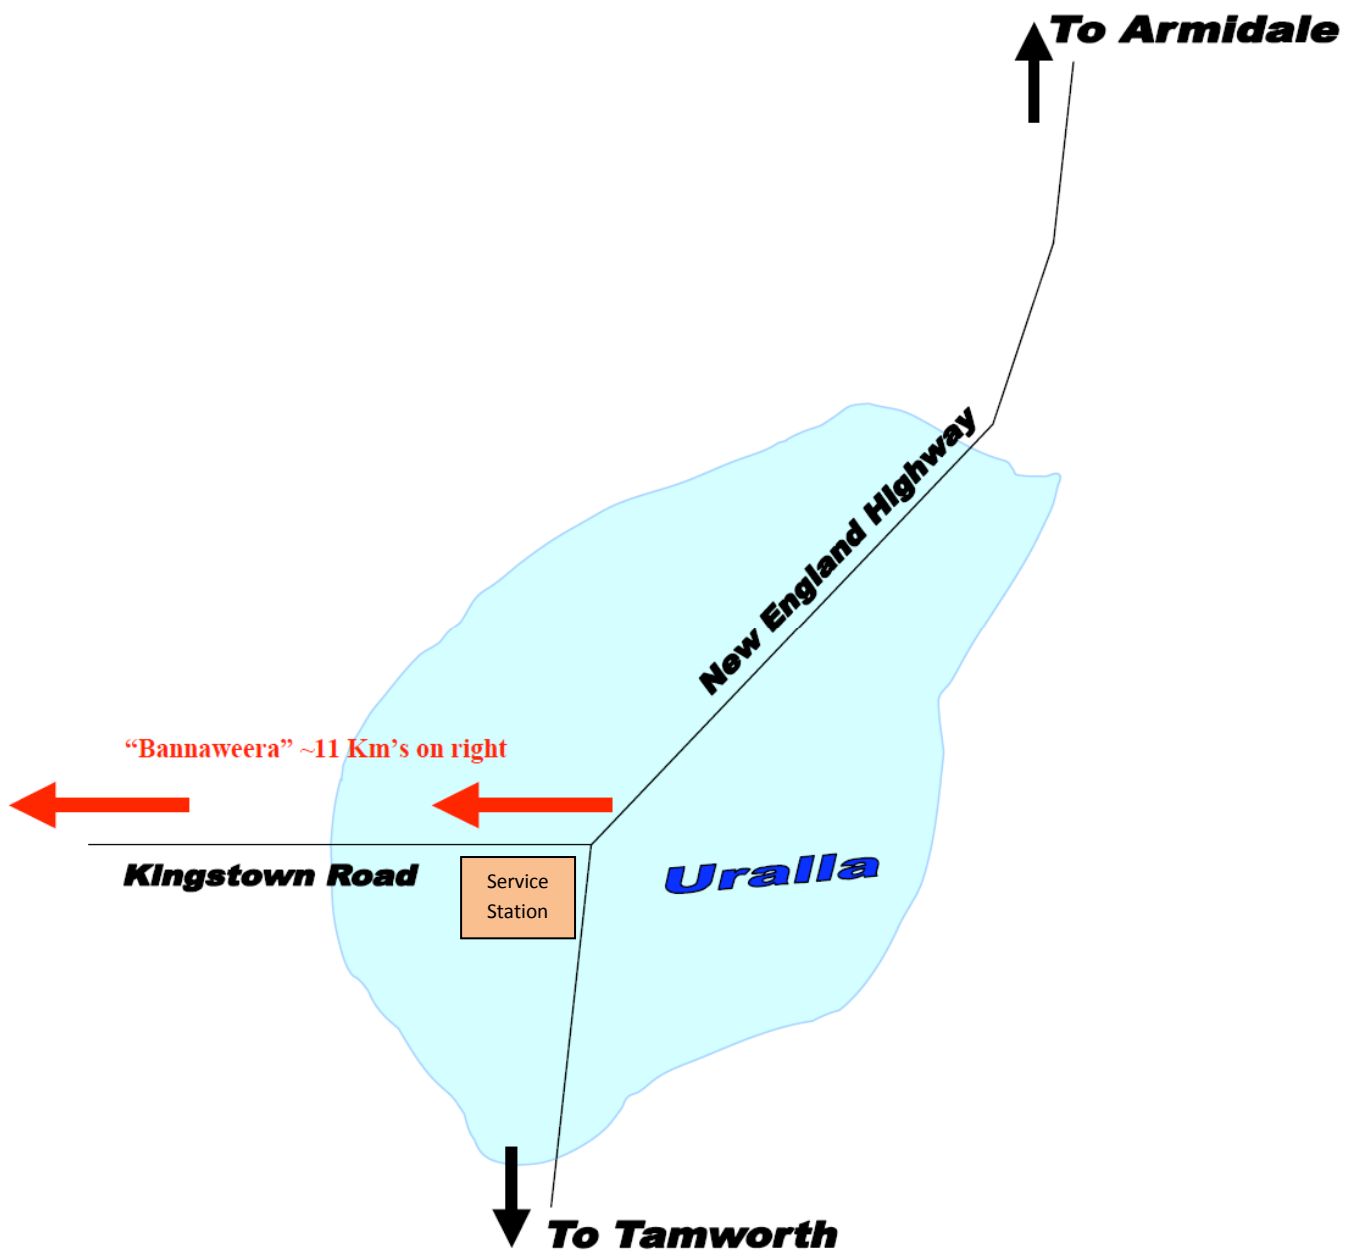 To Armidale
New England Highway
“Bannaweera” ~11 Km’s on right
Kingstown Road
Service
Station
Uralla
To Tamworth